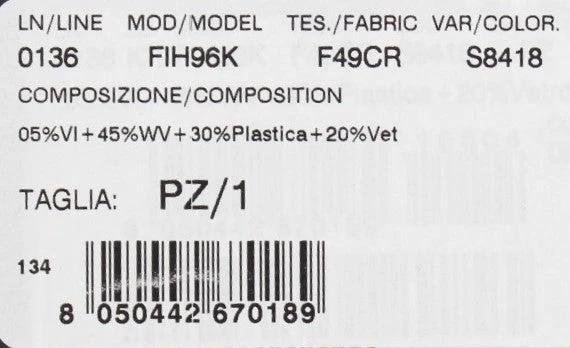 LN/LINE MOD/MODEL TES./FABRIC VAR/COLOR.
0136 FIH96K F49CR S8418
COMPOSIZIONE/COMPOSITION
05%VI+45%WV+30%Plastica+20%Vet
TAGLIA: PZ/1
134
8 050442 670189